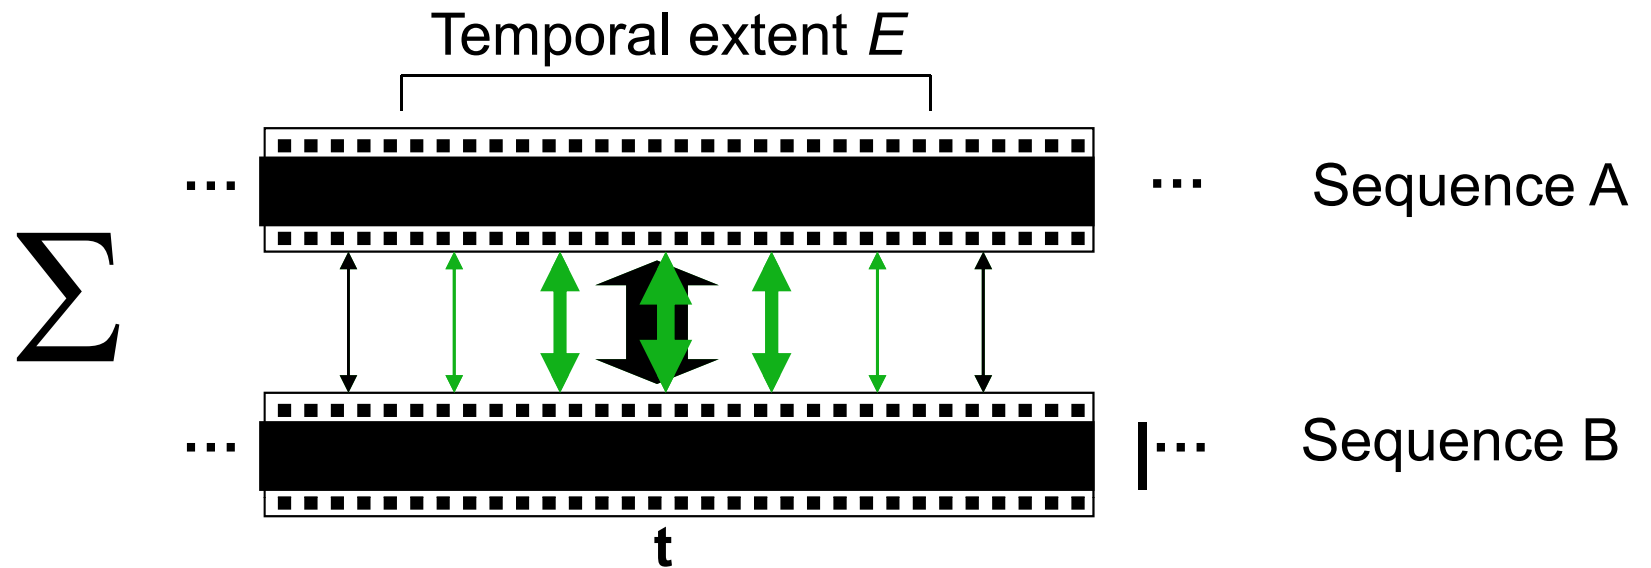 Temporal extent E
... ... Sequence A
Σ
... |... Sequence B
t